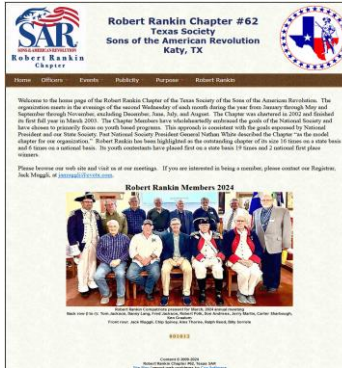 SAR
SONS of the AMERICAN REVOLUTION
Robert Rankin
Chapter
Robert Rankin Chapter #62
Texas Society
Sons of the American Revolution
Katy, TX
Home Officers Events Publicity Purpose Robert Rankin
Welcome to the home page of the Robert Rankin Chapter of the Texas Society of the Sons of the American Revolution. The
organization meets in the evenings of the second Wednesday of each month during the year from January through May and
September through November, excluding December, June, July, and August. The Chapter was chartered in 2002 and finished
its first full year in March 2003. The Chapter Members have wholeheartedly endorsed the goals of the National Society and
have chosen to primarily focus on youth based programs. This approach is consistent with the goals espoused by National
President and our State Society. Past National Society President General Nathan White described the Chapter "as the model
chapter for our organization." Robert Rankin has been highlighted as the outstanding chapter of its size 16 times on a state basis
and 6 times on a national basis. Its youth contestants have placed first on a state basis 19 times and 2 national first place
winners.
Please browse our web site and visit us at our meetings. If you are interested in being a member, please contact our Registrar,
Jack Muggli, at
Robert Rankin Members 2024
Robert Rankin Compatriots present for March, 2024 annual meeting